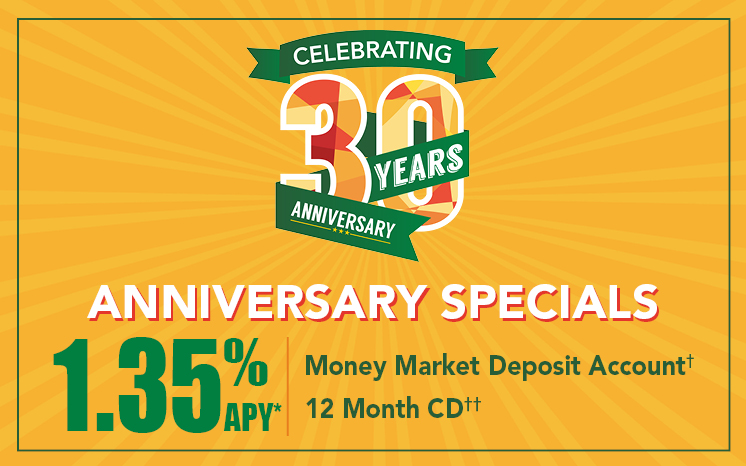 CELEBRATING
30
YEARS
ANNIVERSARY
ANNIVERSARY SPECIALS
1.35% APY*
Money Market Deposit Account†
12 Month CD††